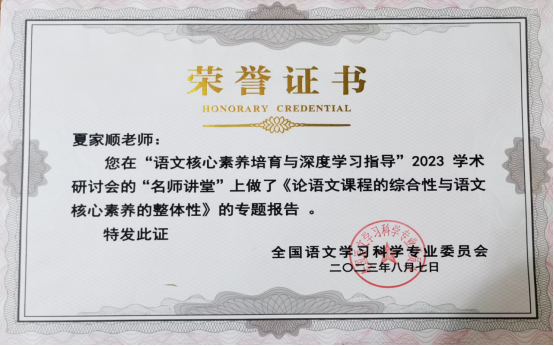 荣誉证书
HONORARY CREDENTIAL
夏家顺老师：
您在“语文核心素养培育与深度学习指导”2023 学术
研讨会的“名师讲堂”上做了《论语文课程的综合性与语文
核心素养的整体性》的专题报告 。
特发此证
全国语文学习科学专业委员会
二〇二三年八月七日